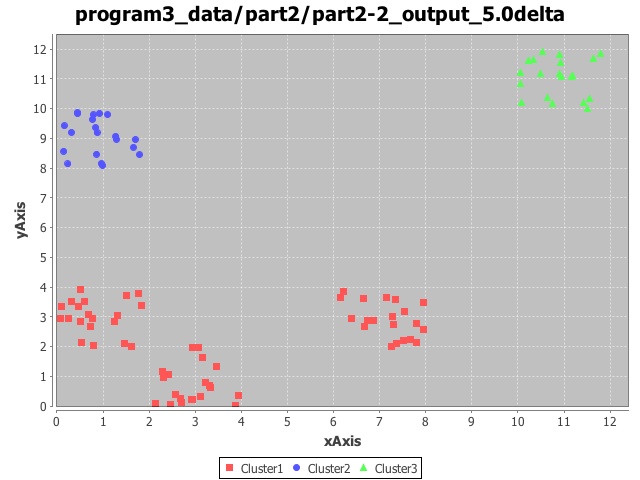 program3_data/part2/part2-2_output_5.0delta
yAxis
12
11
10
9
8
7
6
5
4
3
2
1
0
0 1 2 3 4 5 6 7 8 9 10 11 12
xAxis
Cluster1 Cluster2 Cluster3